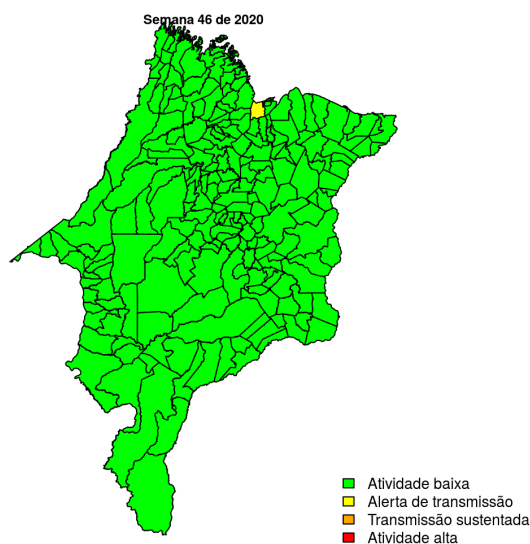 Semana 46 de 2020
Atividade baixa
Alerta de transmissão
Transmissão sustentada
Atividade alta